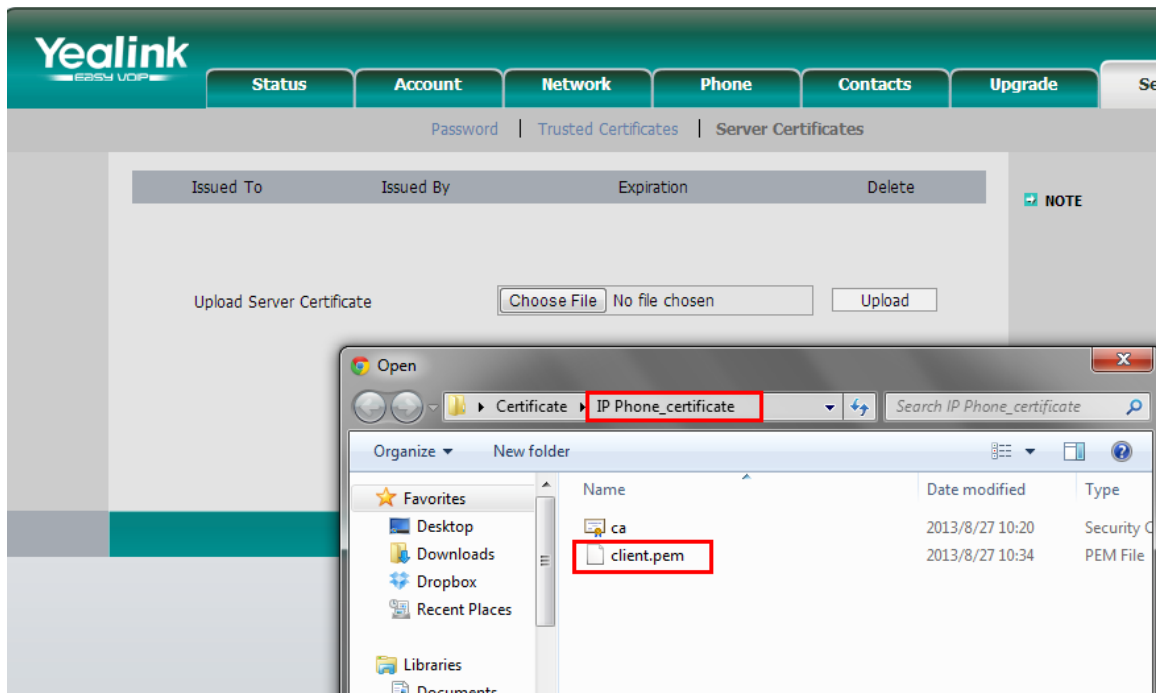 Yealink
EASY VOIP
Status Account Network Phone Contacts Upgrade Se
Password | Trusted Certificates | Server Certificates
Issued To Issued By Expiration Delete
NOTE
Upload Server Certificate Choose File No file chosen Upload
Open
Certificate IP Phone_certificate Search IP Phone_certificate
Organize New folder
Name Date modified Type
Favorites
ca 2013/8/27 10:20 Security C
Desktop
client.pem 2013/8/27 10:34 PEM File
Downloads
Dropbox
Recent Places
Libraries
Documents